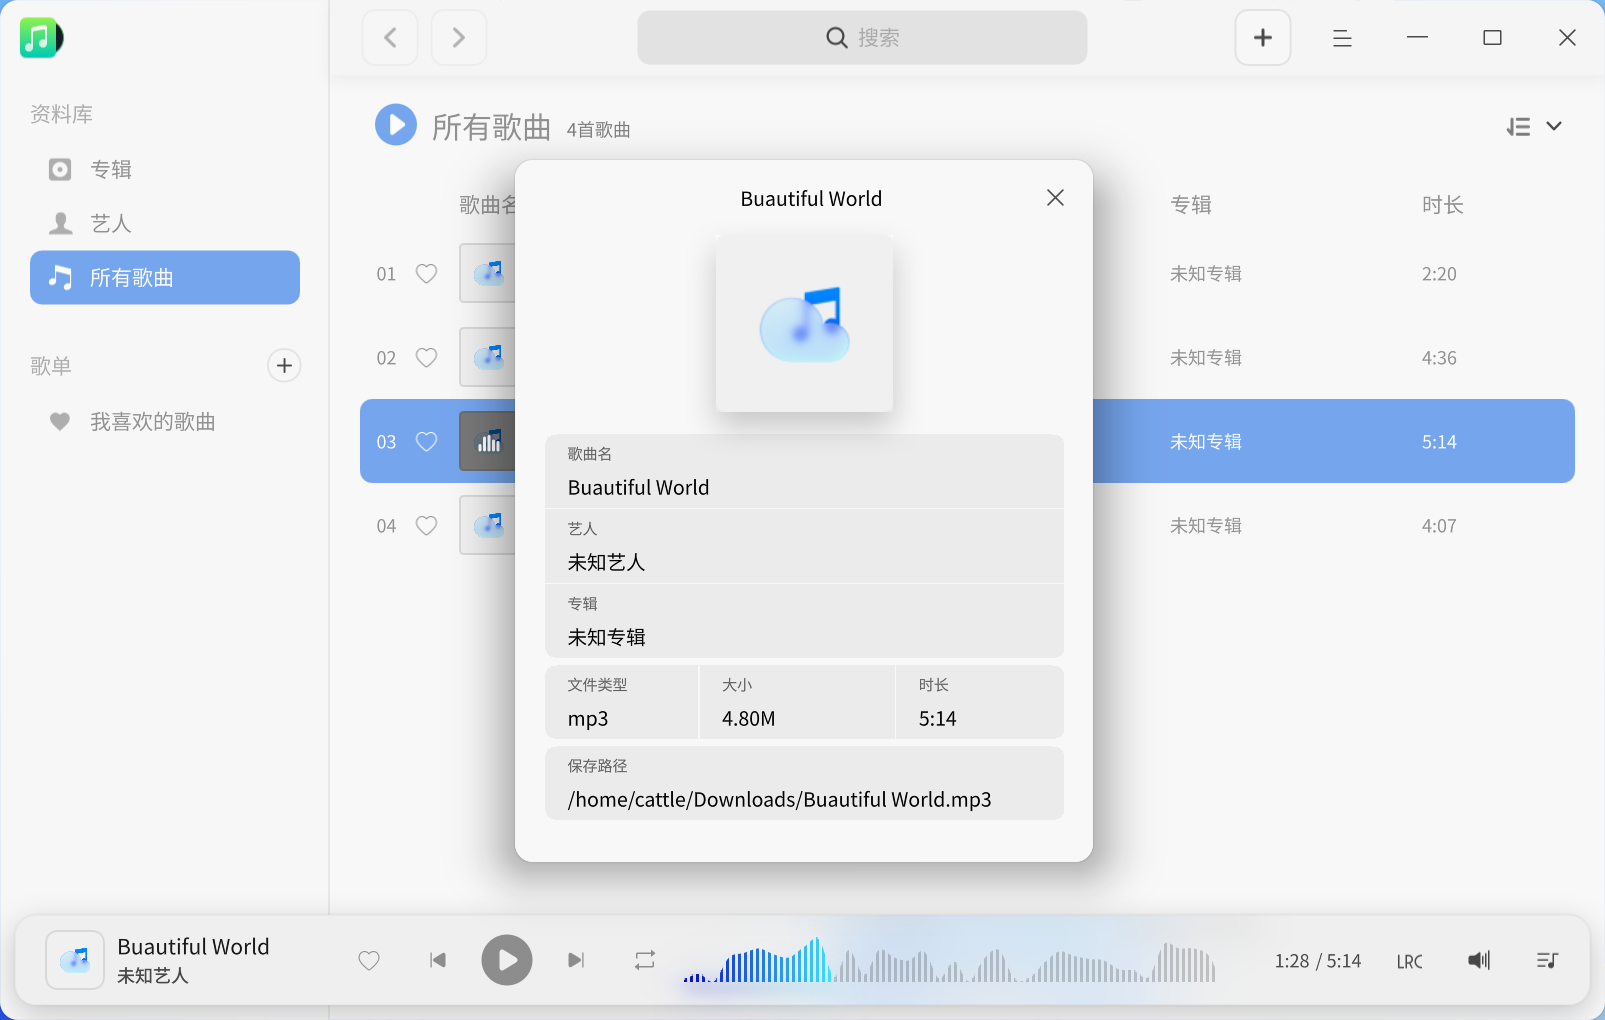 搜索
资料库
专辑
艺人
所有歌曲
歌单
我喜欢的歌曲
所有歌曲 4首歌曲
歌曲名 专辑 时长
01 未知专辑 2:20
02 未知专辑 4:36
03 未知专辑 5:14
04 未知专辑 4:07
Buautiful World
歌曲名
Buautiful World
艺人
未知艺人
专辑
未知专辑
文件类型 大小 时长
mp3 4.80M 5:14
保存路径
/home/cattle/Downloads/Buautiful World.mp3
Buautiful World
未知艺人
1:28 / 5:14 LRC